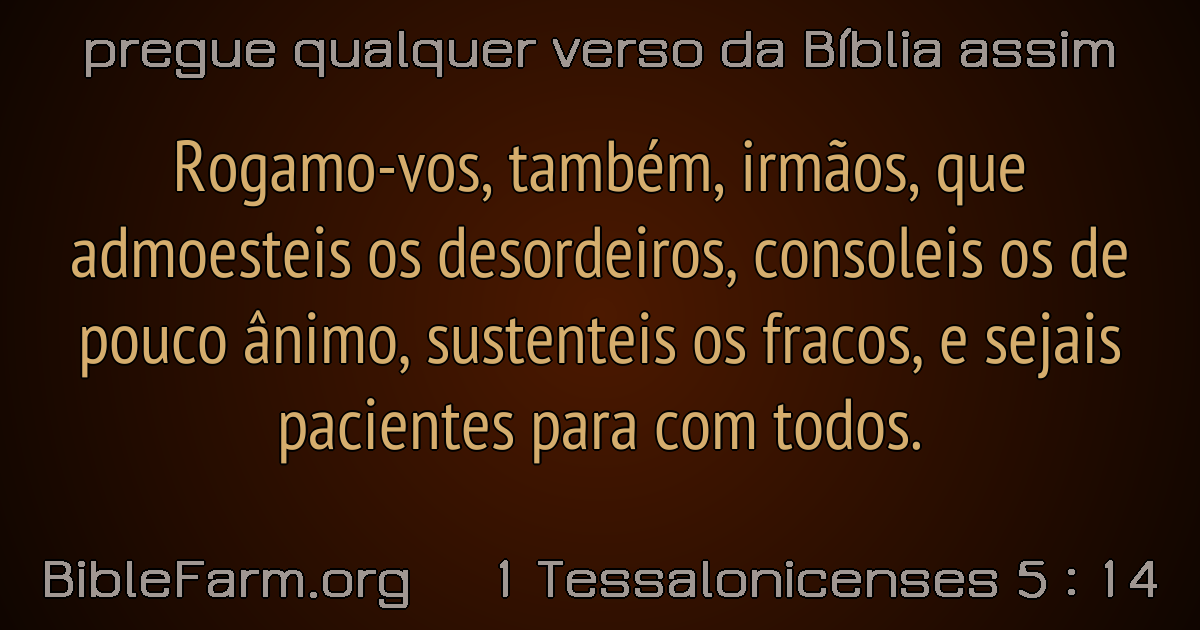 pregue qualquer verso da Bíblia assim
Rogamo-vos, também, irmãos, que
admoesteis os desordeiros, consoleis os de
pouco ânimo, sustenteis os fracos, e sejais
pacientes para com todos.
BibleFarm.org 1 Tessalonicenses 5 : 14